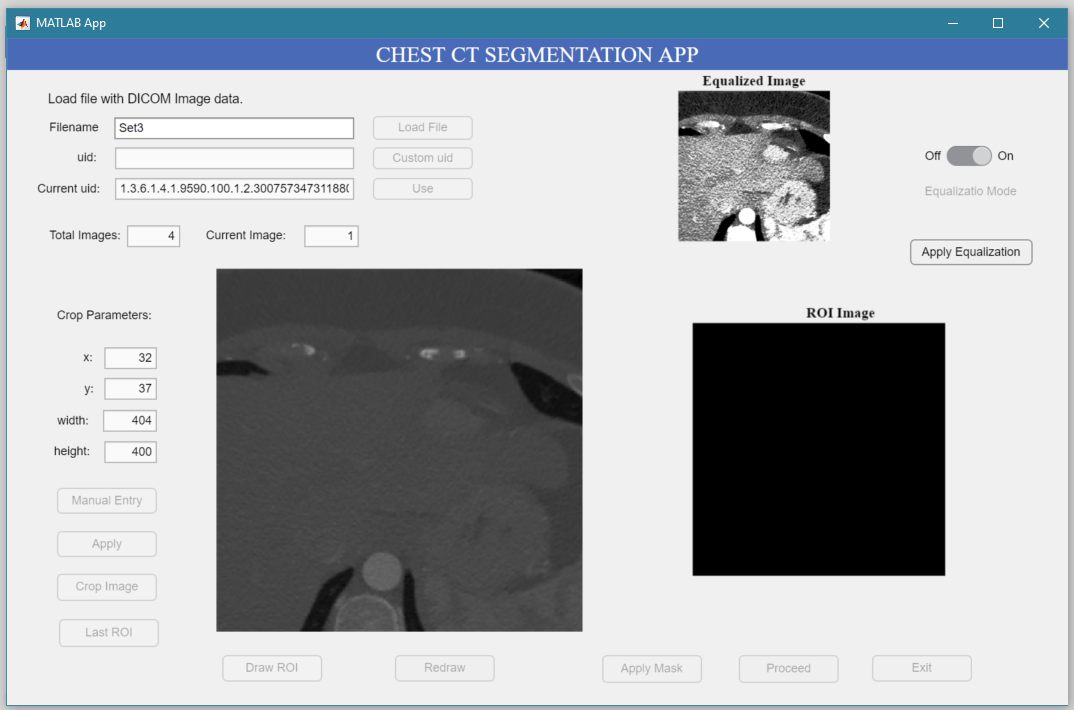 MATLAB App
CHEST CT SEGMENTATION APP
Load file with DICOM Image data.
Filename
Set3
Load File
uid:
Custom uid
Current uid:
1.3.6.1.4.1.9590.100.1.2.30075734731188
Use
Total Images:
4
Current Image:
1
Equalized Image
Off
On
Equalizatio Mode
Apply Equalization
Crop Parameters:
x:
32
y:
37
width:
404
height:
400
Manual Entry
Apply
Crop Image
Last ROI
ROI Image
Draw ROI
Redraw
Apply Mask
Proceed
Exit